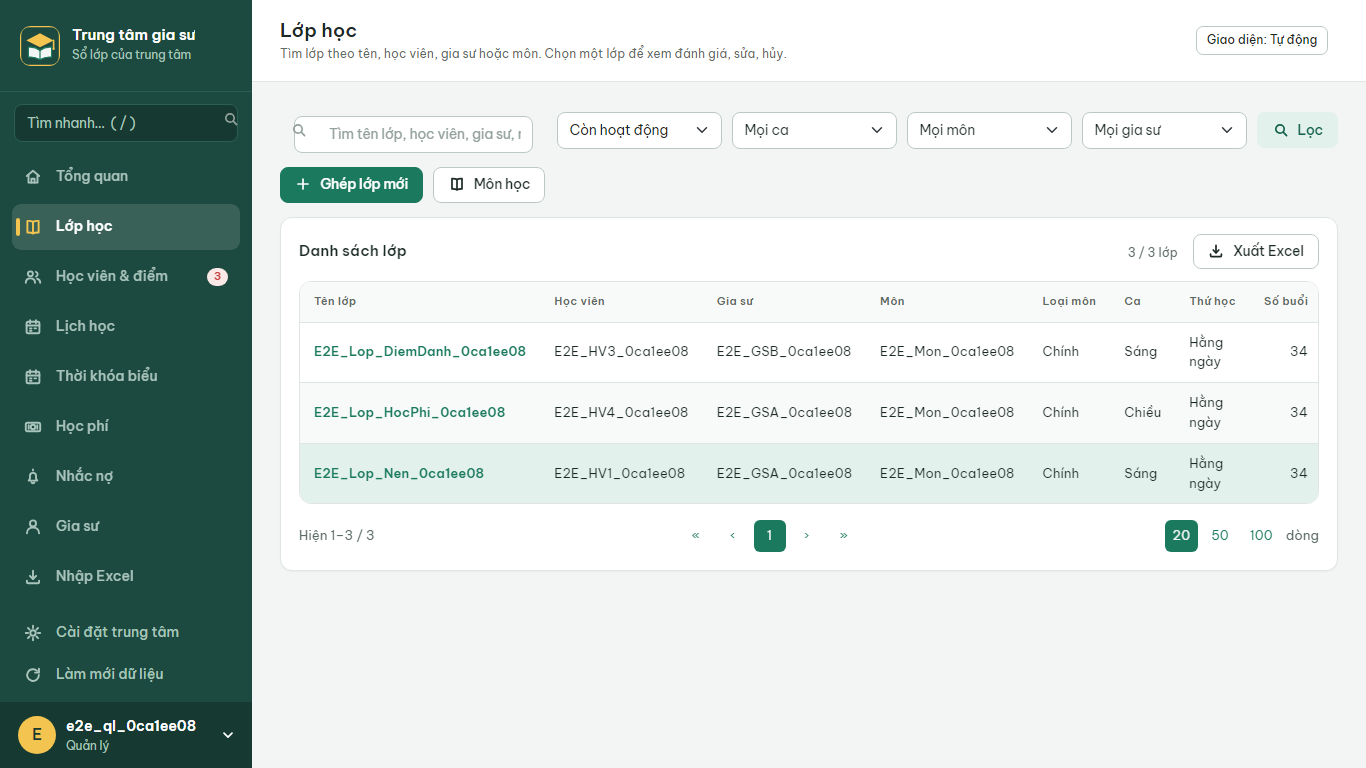 Trung tâm gia sư
Sổ lớp của trung tâm
Tìm nhanh... ( / )
Tổng quan
Lớp học
Học viên & điểm
3
Lịch học
Thời khóa biểu
Học phí
Nhắc nợ
Gia sư
Nhập Excel
Cài đặt trung tâm
Làm mới dữ liệu
E
e2e_ql_0ca1ee08
Quản lý
Lớp học
Tìm lớp theo tên, học viên, gia sư hoặc môn. Chọn một lớp để xem đánh giá, sửa, hủy.
Giao diện: Tự động
Tìm tên lớp, học viên, gia sư,
Còn hoạt động
Mọi ca
Mọi môn
Mọi gia sư
Lọc
Ghép lớp mới
Môn học
Danh sách lớp
3 / 3 lớp
Xuất Excel
Tên lớp Học viên Gia sư Môn Loại môn Ca Thứ học Số buổi
E2E_Lop_DiemDanh_0ca1ee08 E2E_HV3_0ca1ee08 E2E_GSB_0ca1ee08 E2E_Mon_0ca1ee08 Chính Sáng Hằng ngày 34
E2E_Lop_HocPhi_0ca1ee08 E2E_HV4_0ca1ee08 E2E_GSA_0ca1ee08 E2E_Mon_0ca1ee08 Chính Chiều Hằng ngày 34
E2E_Lop_Nen_0ca1ee08 E2E_HV1_0ca1ee08 E2E_GSA_0ca1ee08 E2E_Mon_0ca1ee08 Chính Sáng Hằng ngày 34
Hiện 1–3 / 3
« ‹ 1 › »
20 50 100 dòng